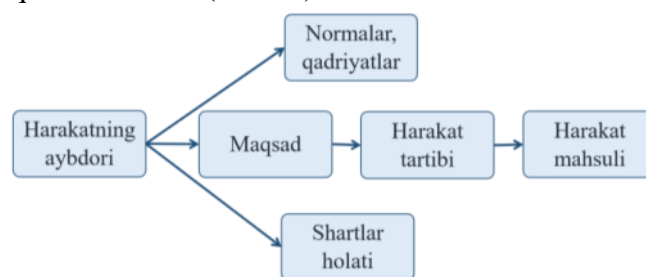 Normalar,
qadriyatlar
Harakatning
aybdori
Maqsad
Harakat
tartibi
Harakat
mahsuli
Shartlar
holati